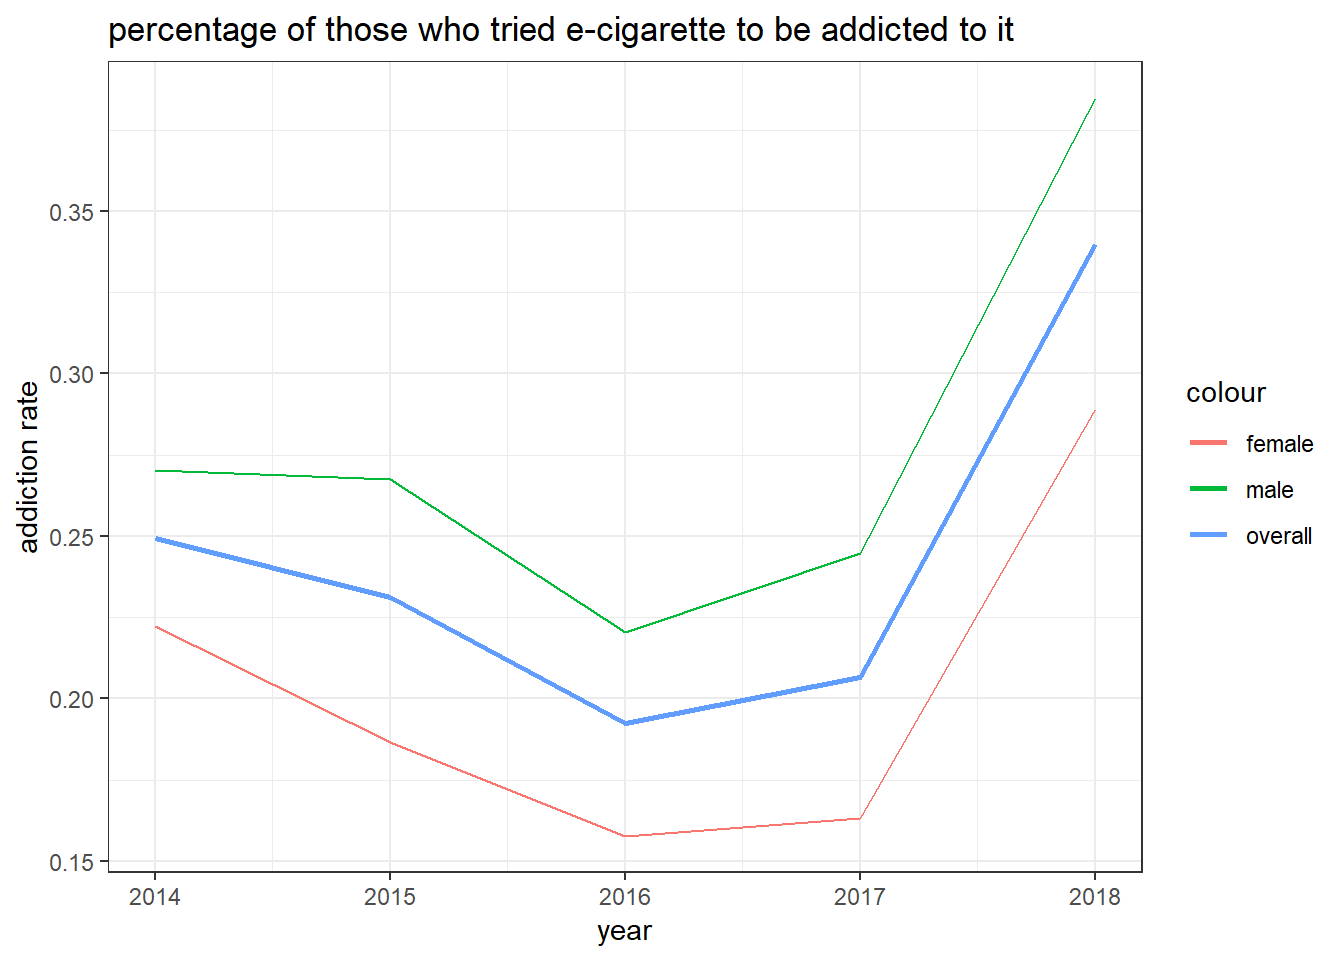 percentage of those who tried e-cigarette to be addicted to it
0.35
0.30
0.25
0.20
0.15
addiction rate
2014 2015 2016 2017 2018
year
colour
female
male
overall